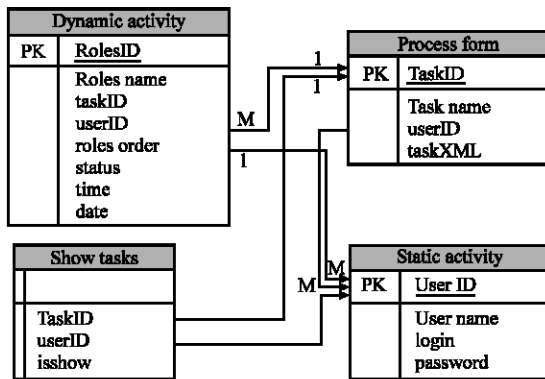 Dynamic activity
PK RolesID
Roles name
taskID
userID
roles order
status
time
date
M
1
1
1
Process form
PK TaskID
Task name
userID
taskXML
Show tasks
TaskID
userID
isshow
M
M
Static activity
PK User ID
User name
login
password